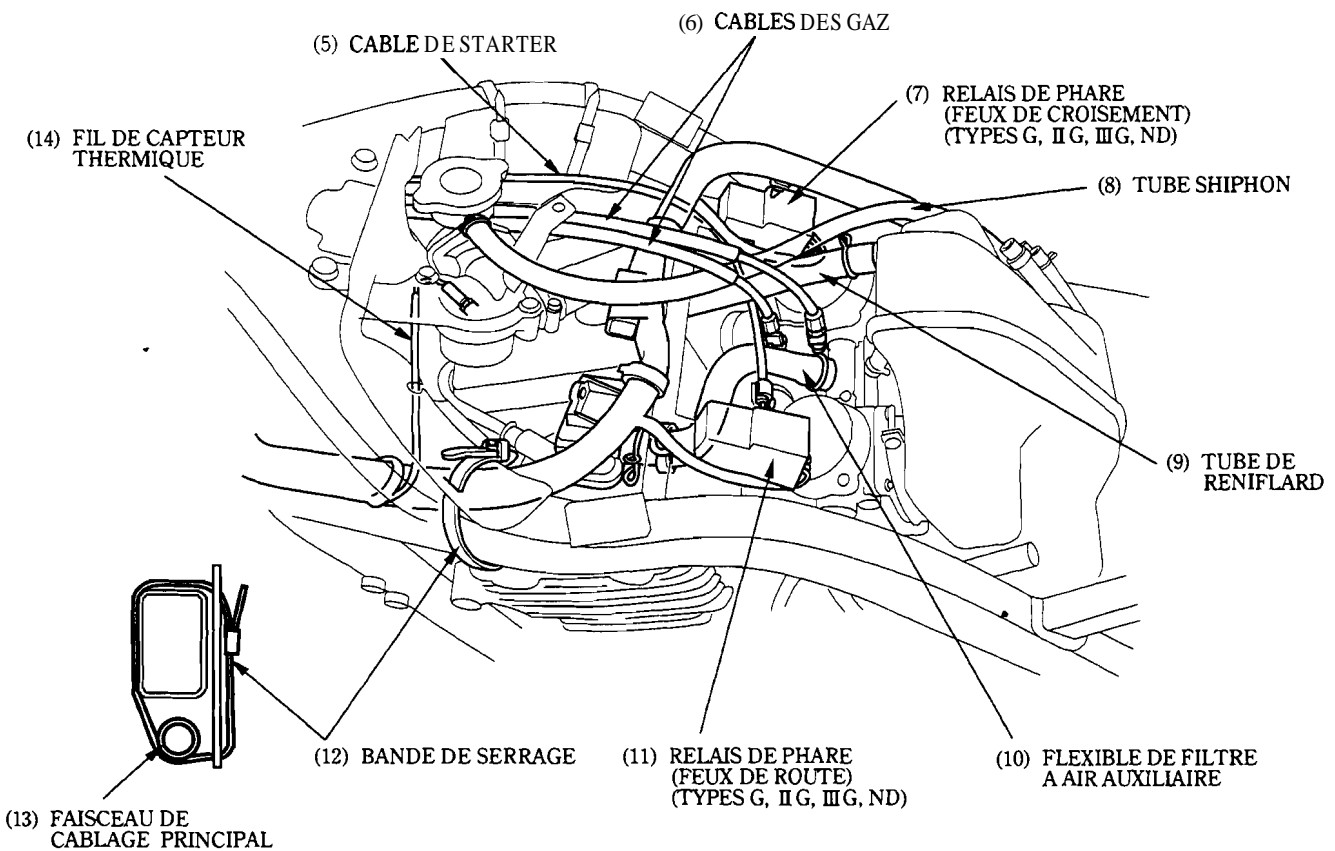 (5) CABLE DE STARTER
(6) CABLES DES GAZ
(7) RELAIS DE PHARE
(FEUX DE CROISEMENT)
(TYPES G, II G, III G, ND)
(8) TUBE SHIPHON
(9) TUBE DE
RENIFLARD
(10) FLEXIBLE DE FILTRE
A AIR AUXILIAIRE
(11) RELAIS DE PHARE
(FEUX DE ROUTE)
(TYPES G, II G, III G, ND)
(12) BANDE DE SERRAGE
(13) FAISCEAU DE
CABLAGE PRINCIPAL
(14) FIL DE CAPTEUR
THERMIQUE